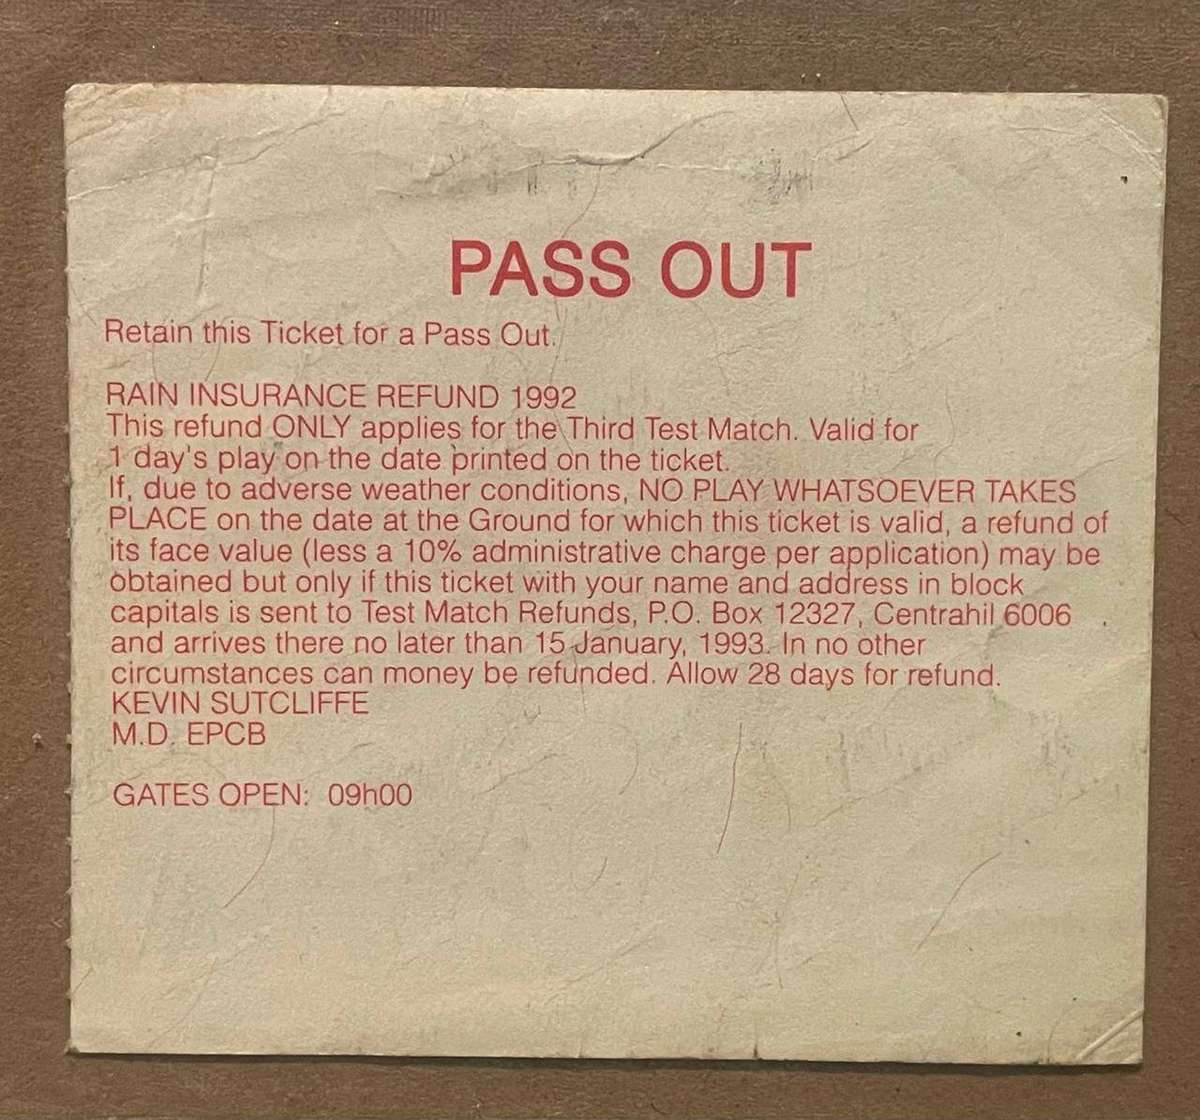 PASS OUT
Retain this Ticket for a Pass Out.
RAIN INSURANCE REFUND 1992
This refund ONLY applies for the Third Test Match. Valid for
1 day's play on the date printed on the ticket.
If, due to adverse weather conditions, NO PLAY WHATSOEVER TAKES
PLACE on the date at the Ground for which this ticket is valid, a refund of
its face value (less a 10% administrative charge per application) may be
obtained but only if this ticket with your name and address in block
capitals is sent to Test Match Refunds, P.O. Box 12327, Centrahil 6006
and arrives there no later than 15 January, 1993. In no other
circumstances can money be refunded. Allow 28 days for refund.
KEVIN SUTCLIFFE
M.D. EPCB
GATES OPEN: 09h00